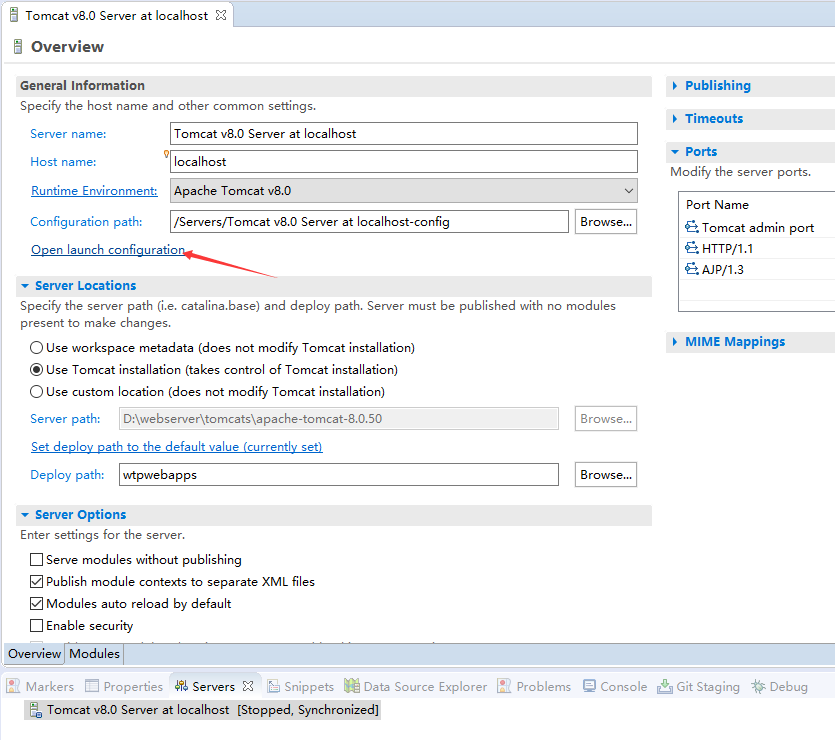 Tomcat v8.0 Server at localhost
Overview
General Information
Specify the host name and other common settings.
Server name: Tomcat v8.0 Server at localhost
Host name: localhost
Runtime Environment: Apache Tomcat v8.0
Configuration path: /Servers/Tomcat v8.0 Server at localhost-config Browse...
Open launch configuration
Server Locations
Specify the server path (i.e. catalina.base) and deploy path. Server must be published with no modules
present to make changes.
Use workspace metadata (does not modify Tomcat installation)
Use Tomcat installation (takes control of Tomcat installation)
Use custom location (does not modify Tomcat installation)
Server path: D:\webserver\tomcats\apache-tomcat-8.0.50 Browse...
Set deploy path to the default value (currently set)
Deploy path: wtpwebapps Browse...
Server Options
Enter settings for the server.
Serve modules without publishing
Publish module contexts to separate XML files
Modules auto reload by default
Enable security
Publishing
Timeouts
Ports
Modify the server ports.
Port Name
Tomcat admin port
HTTP/1.1
AJP/1.3
MIME Mappings
Overview Modules
Markers Properties Servers Snippets Data Source Explorer Problems Console Git Staging Debug
Tomcat v8.0 Server at localhost [Stopped, Synchronized]